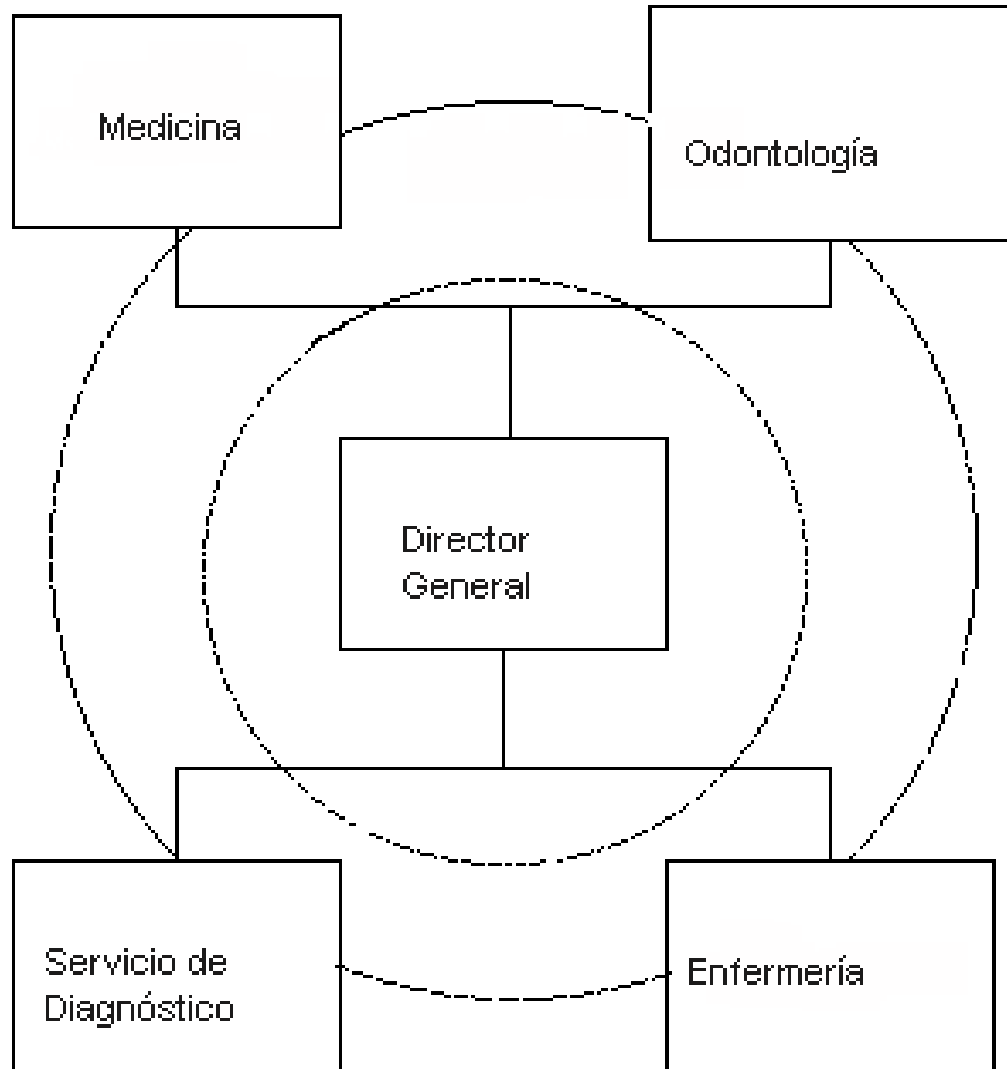 Medicina
Odontología
Director
General
Servicio de
Diagnóstico
Enfermería